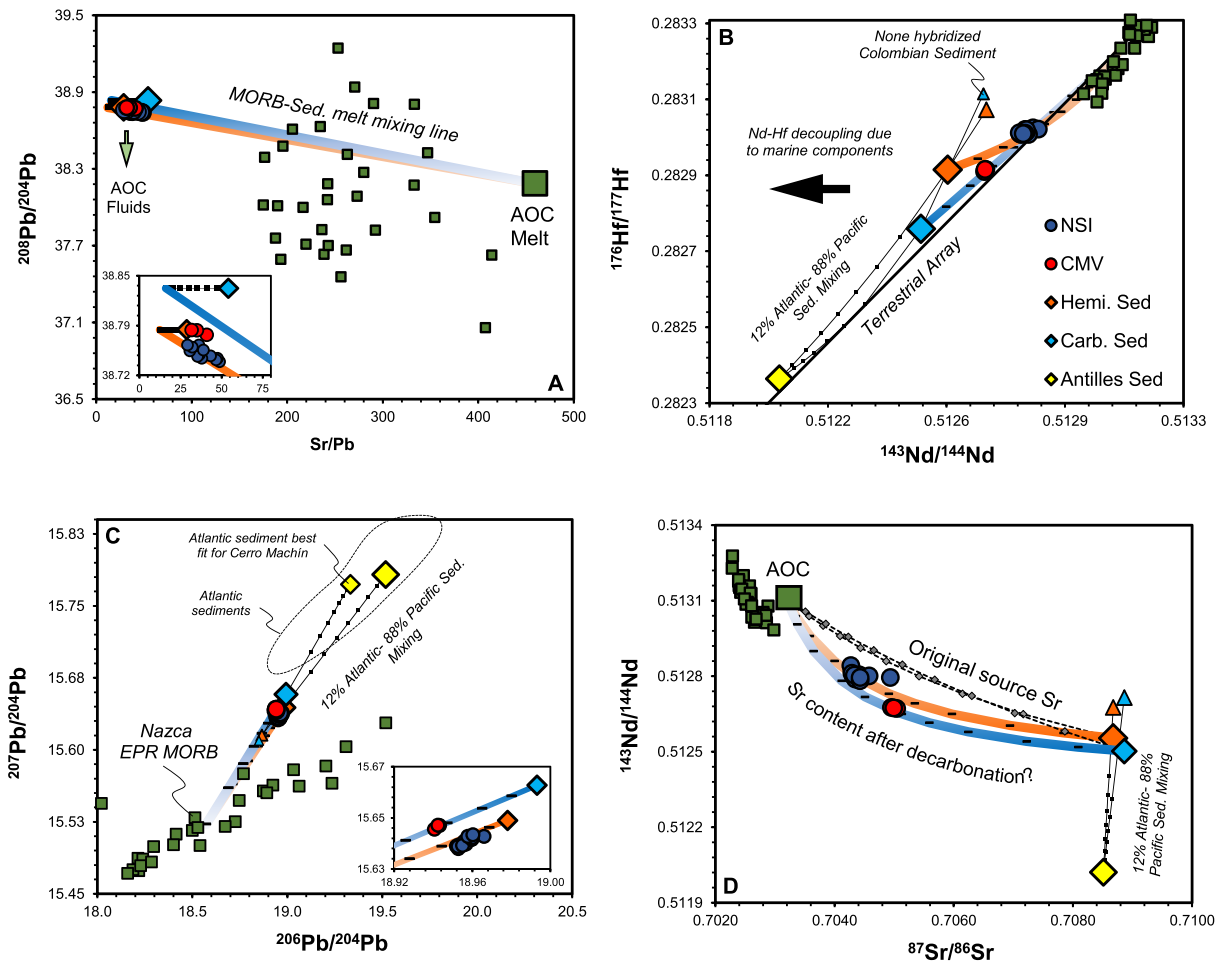 39.5
38.9
38.3
37.7
37.1
36.5
208Pb/204Pb
MORB-Sed. melt mixing line
AOC
Fluids
AOC
Melt
38.85
38.79
38.72
0 25 50 75
A
0 100 200 300 400 500
Sr/Pb
0.2833
0.2831
0.2829
0.2827
0.2825
0.2823
176Hf/177Hf
B
None hybridized
Colombian Sediment
Nd-Hf decoupling due
to marine components
12% Atlantic- 88% Pacific
Sed. Mixing
Terrestrial Array
NSI
CMV
Hemi. Sed
Carb. Sed
Antilles Sed
0.5118 0.5122 0.5126 0.5129 0.5133
143Nd/144Nd
15.83
15.75
15.68
15.60
15.53
15.45
207Pb/204Pb
C
Atlantic sediment best
fit for Cerro Machín
Atlantic
sediments
12% Atlantic- 88% Pacific Sed.
Mixing
Nazca
EPR MORB
15.67
15.65
15.63
18.92 18.96 19.00
18.0 18.5 19.0 19.5 20.0 20.5
206Pb/204Pb
0.5134
0.5131
0.5128
0.5125
0.5122
0.5119
143Nd/144Nd
AOC
Original source Sr
Sr content after decarbonation?
12% Atlantic- 88%
Pacific Sed. Mixing
D
0.7020 0.7040 0.7060 0.7080 0.7100
87Sr/86Sr